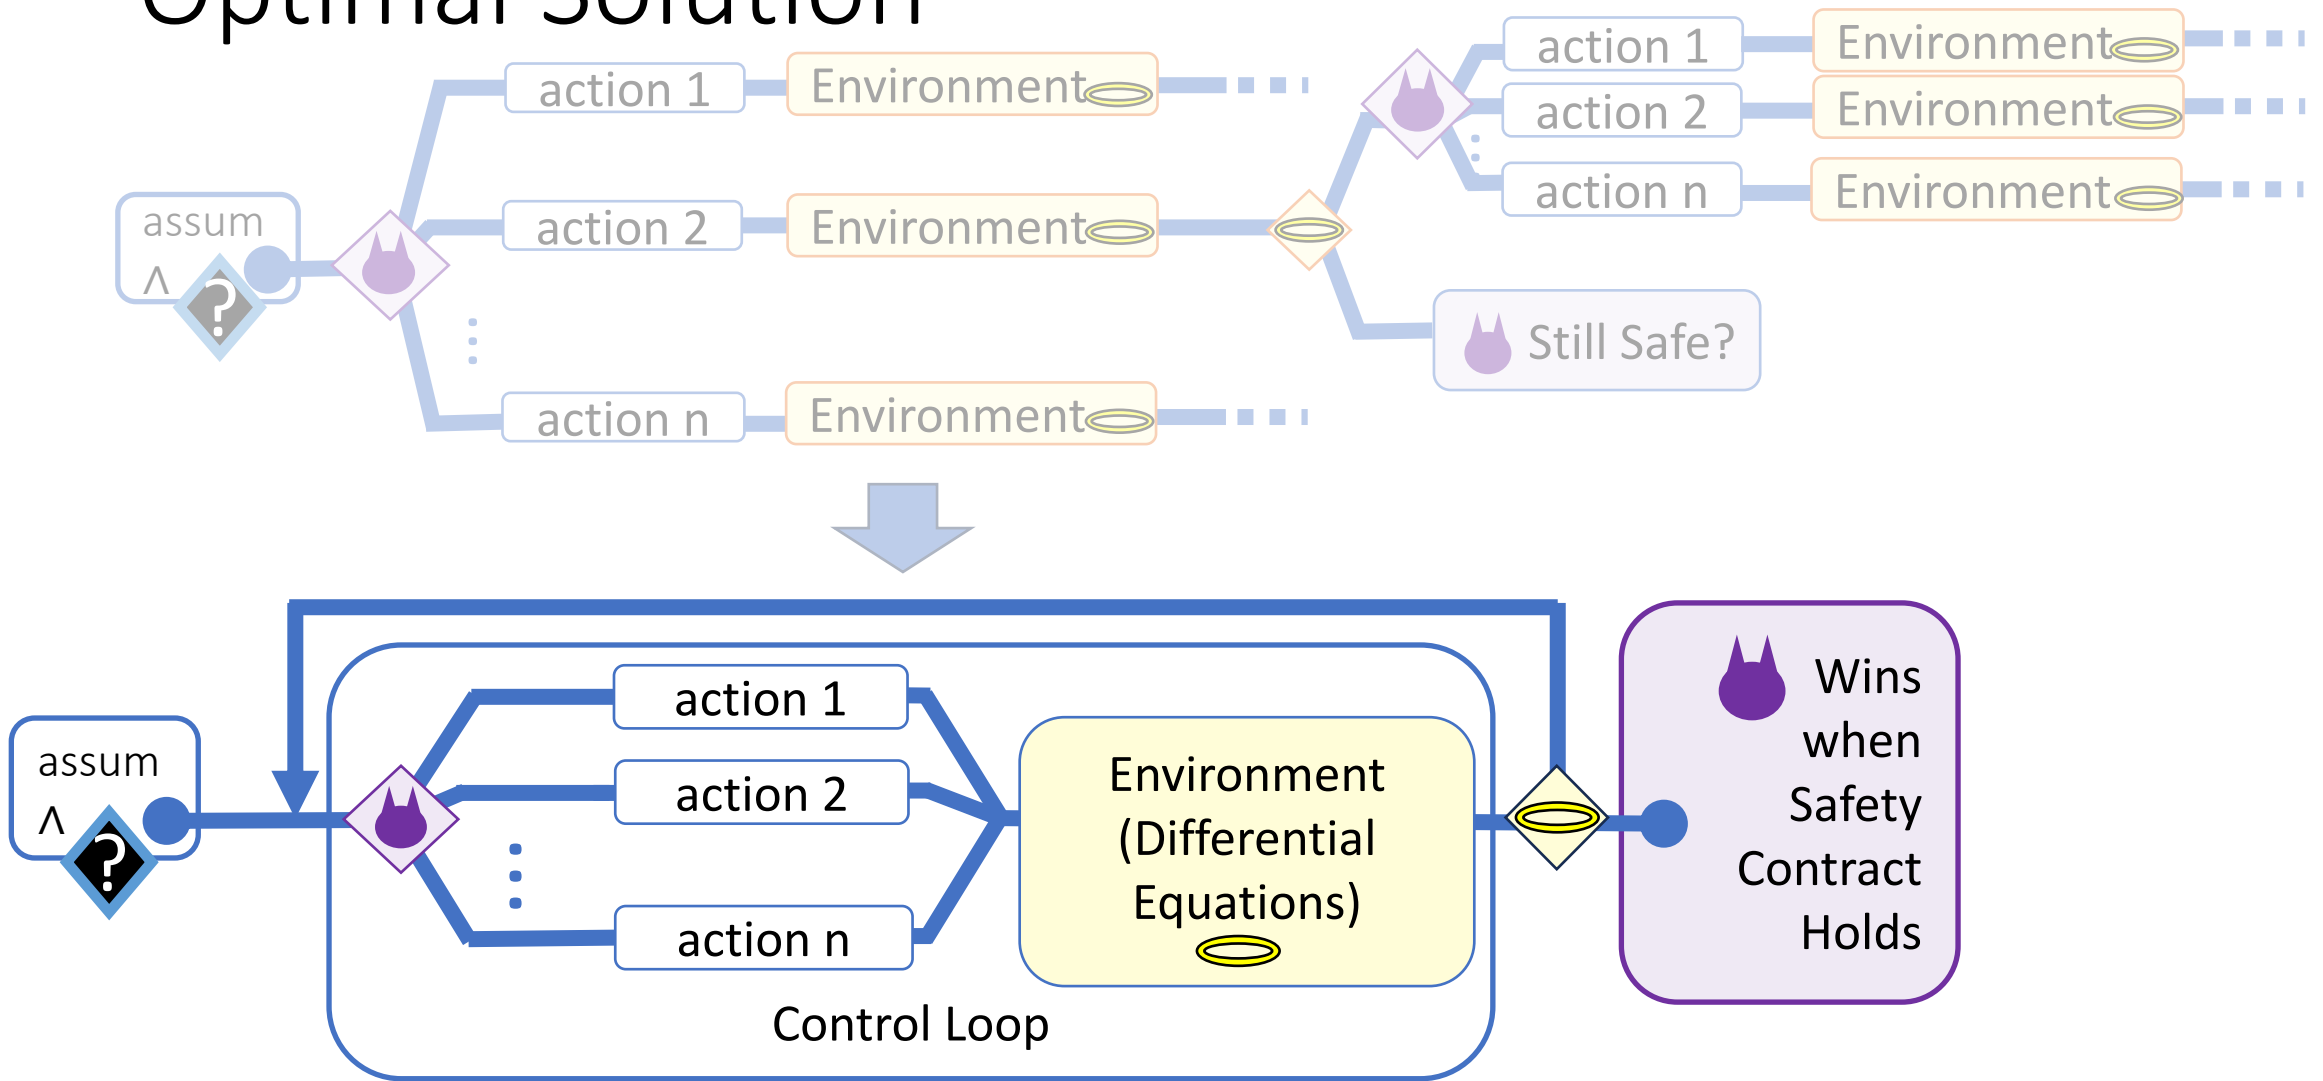 Optimal Solution
action 1
Environment
action 1
Environment
action 2
Environment
action n
Environment
assum
∧
?
action 2
Environment
Still Safe?
action n
Environment
action 1
action 2
action n
assum
∧
?
Environment
(Differential
Equations)
Control Loop
Wins
when
Safety
Contract
Holds